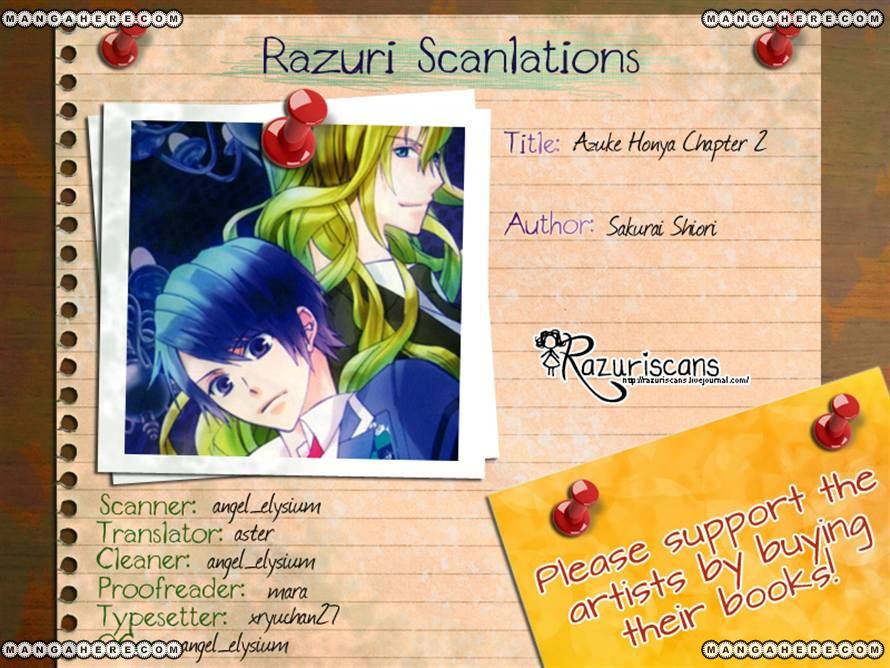 MANGAHERE.COM MANGAHERE.COM
Razuri Scanlations
Title: Azuke Honya Chapter 2
Author: Sakurai Shiori
Razuriscans
http://razuriscans.livejournal.com/
Scanner: angel_elysium
Translator: aster
Cleaner: angel_elysium
Proofreader: mara
Typesetter: xryuchan27
angel_elysium
Please support the
artists by buying
their books!
MANGAHERE.COM MANGAHERE.COM